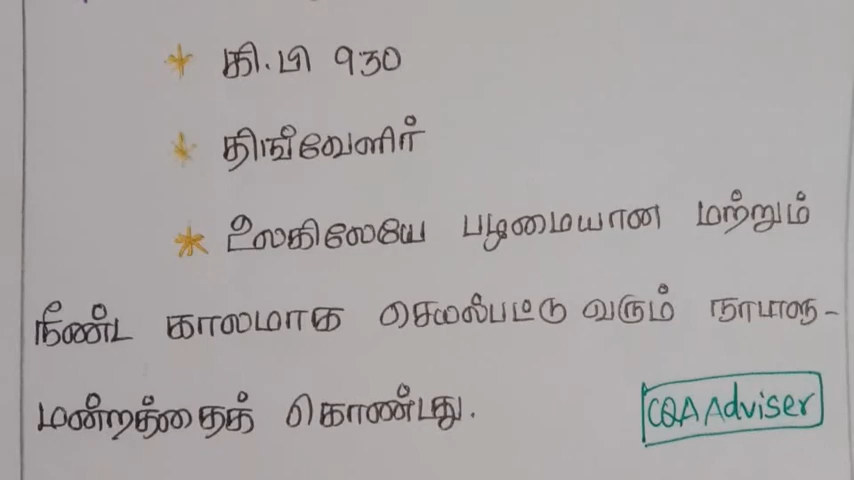 கி.பி 930
திங்வேளிர்
உலகிலேயே பழமையான மற்றும்
நீண்ட காலமாக செயல்பட்டு வரும் நாடாளு-
மன்றத்தைக் கொண்டது.
CQA Adviser